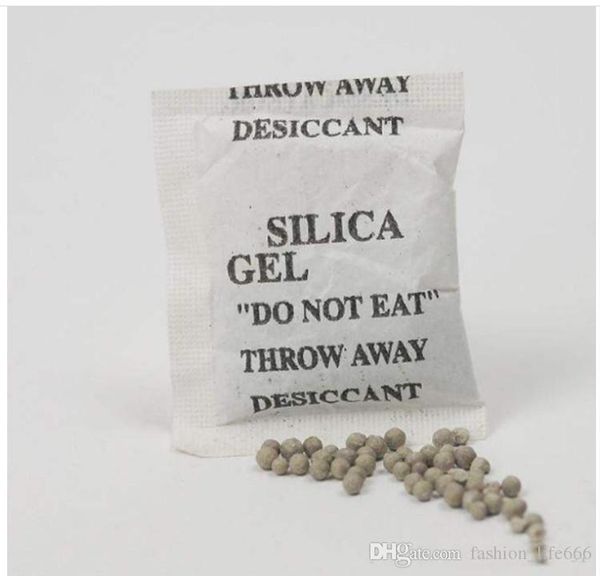 THROW AWAY
DESICCANT
SILICA
GEL
"DO NOT EAT"
THROW AWAY
DESICCANT
DHgate.com fashion_life666